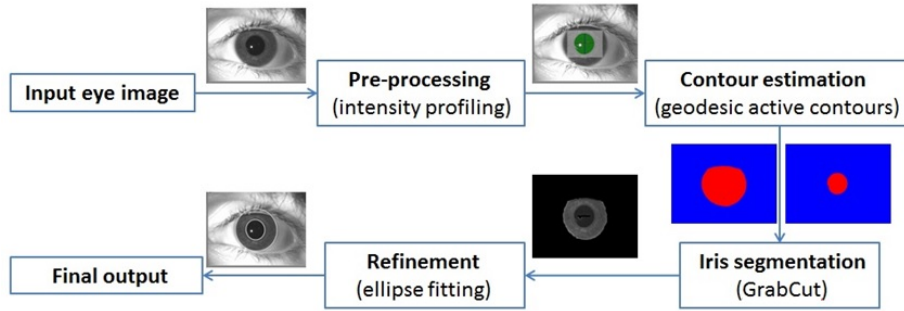 Input eye image
Pre-processing
(intensity profiling)
Contour estimation
(geodesic active contours)
Iris segmentation
(GrabCut)
Refinement
(ellipse fitting)
Final output